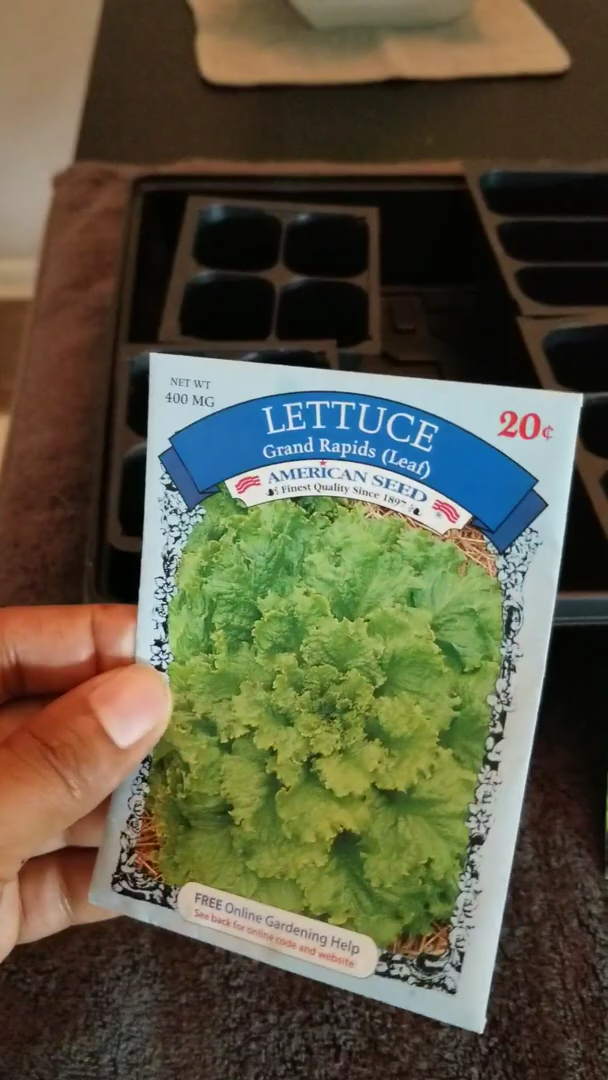 NET WT
400 MG
LETTUCE
20¢
Grand Rapids (Leaf)
AMERICAN SEED
Finest Quality Since 1897
FREE Online Gardening Help
See back for online code and website